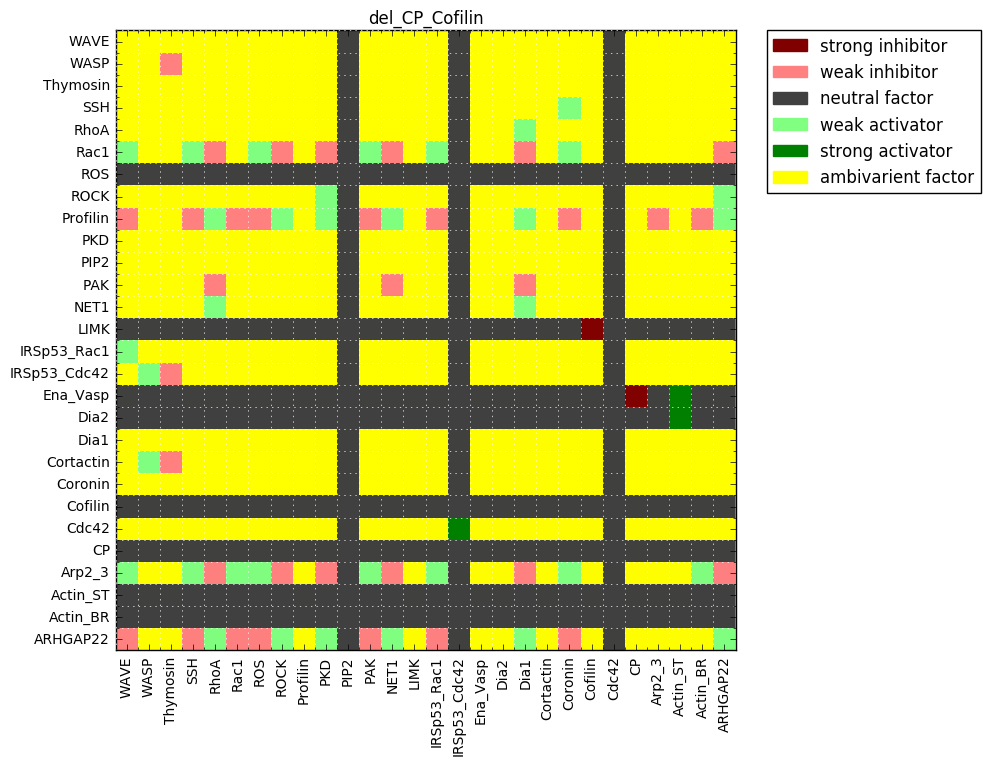 del_CP_Cofilin
WAVE
WASP
Thymosin
SSH
RhoA
Rac1
ROS
ROCK
Profilin
PKD
PIP2
PAK
NET1
LIMK
IRSp53_Rac1
IRSp53_Cdc42
Ena_Vasp
Dia2
Dia1
Cortactin
Coronin
Cofilin
Cdc42
CP
Arp2_3
Actin_ST
Actin_BR
ARHGAP22
WAVE
WASP
Thymosin
SSH
RhoA
Rac1
ROS
ROCK
Profilin
PKD
PIP2
PAK
NET1
LIMK
IRSp53_Rac1
IRSp53_Cdc42
Ena_Vasp
Dia2
Dia1
Cortactin
Coronin
Cofilin
Cdc42
CP
Arp2_3
Actin_ST
Actin_BR
ARHGAP22
strong inhibitor
weak inhibitor
neutral factor
weak activator
strong activator
ambivarient factor